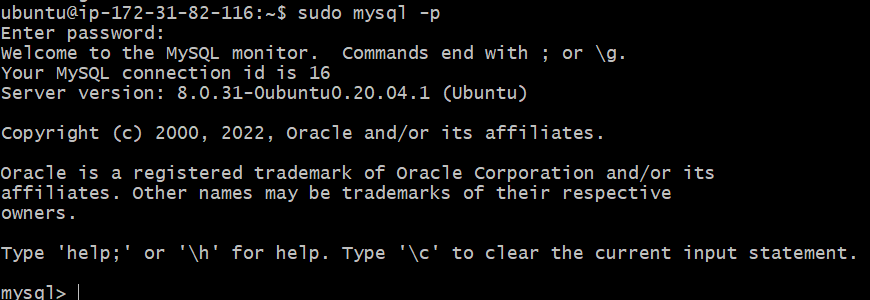 ubuntu@ip-172-31-82-116:~$ sudo mysql -p
Enter password:
Welcome to the MySQL monitor.  Commands end with ; or \g.
Your MySQL connection id is 16
Server version: 8.0.31-0ubuntu0.20.04.1 (Ubuntu)

Copyright (c) 2000, 2022, Oracle and/or its affiliates.

Oracle is a registered trademark of Oracle Corporation and/or its
affiliates. Other names may be trademarks of their respective
owners.

Type 'help;' or '\h' for help. Type '\c' to clear the current input statement.

mysql>